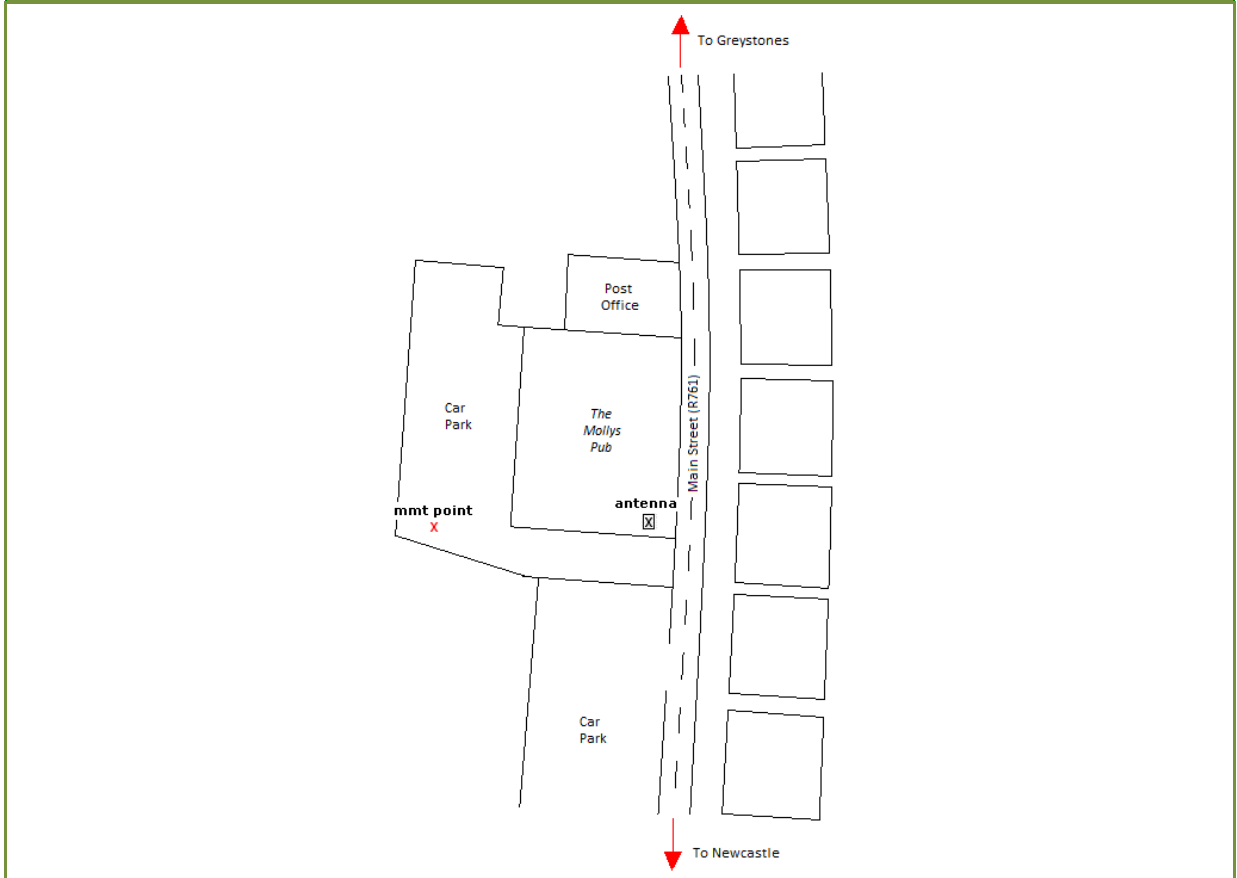 To Greystones
Post
Office
Main Street (R761)
Car
Park
The
Mollys
Pub
antenna
X
mmt point
X
Car
Park
To Newcastle